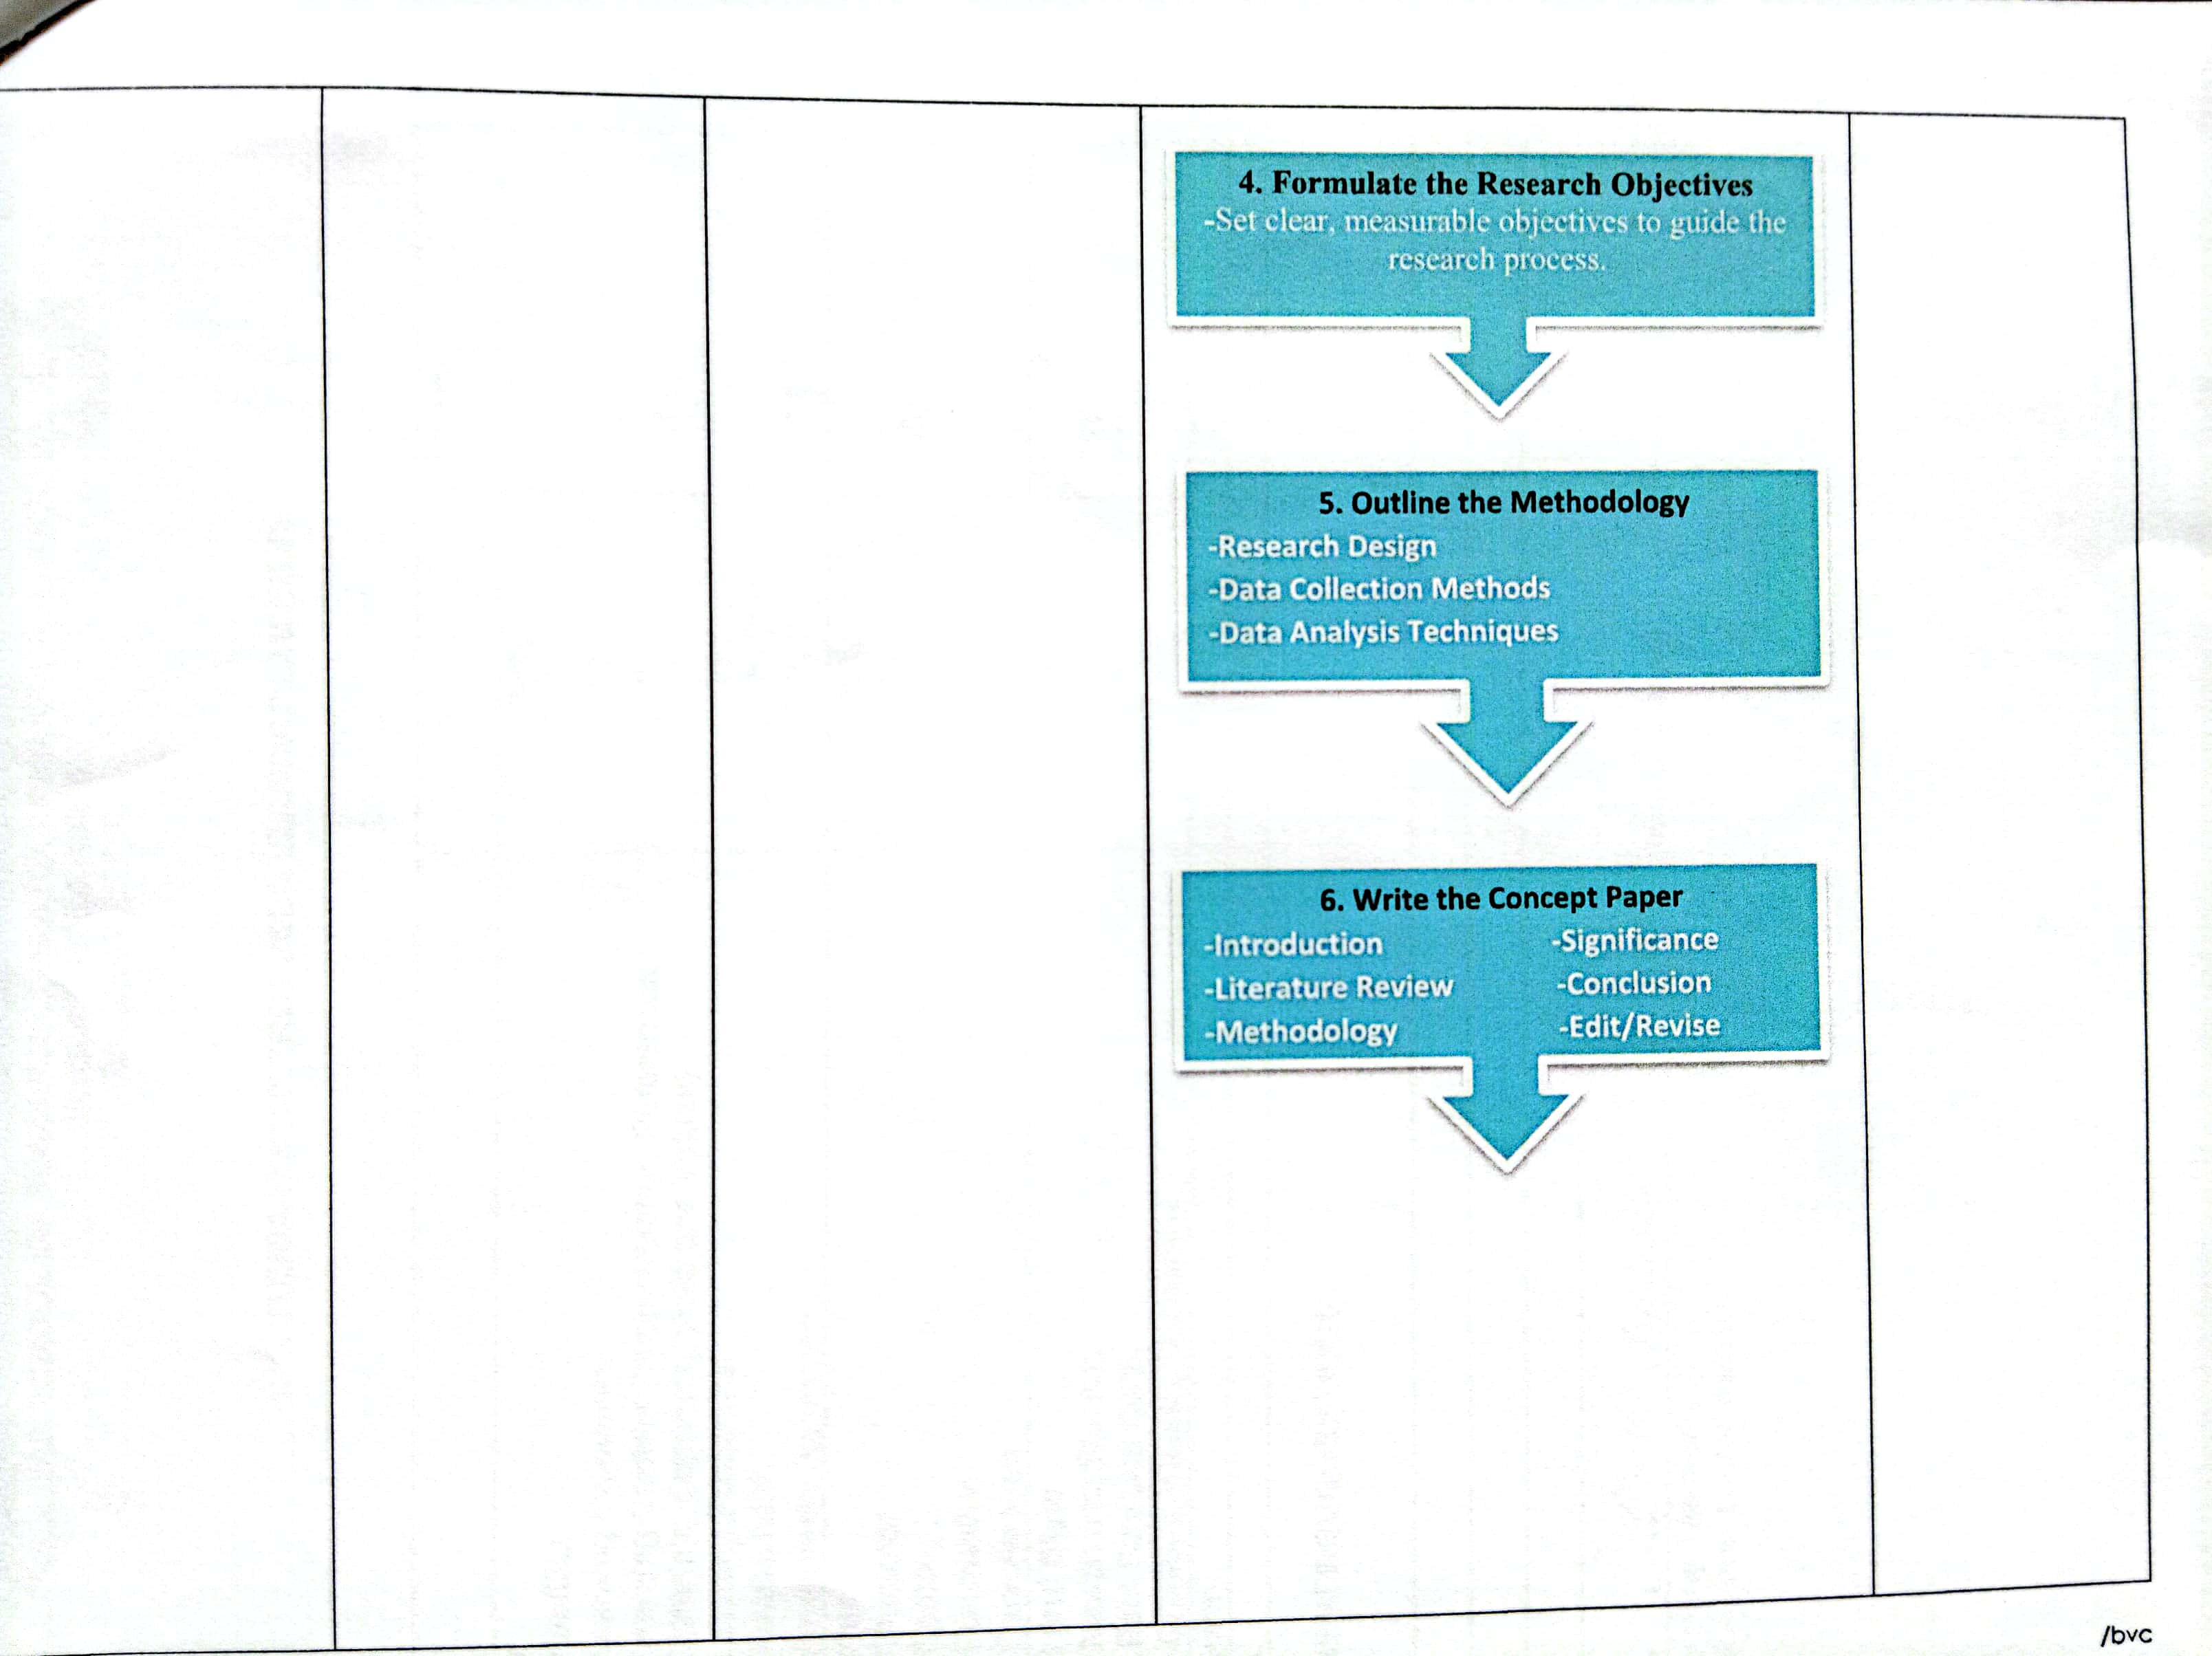 4. Formulate the Research Objectives
-Set clear, measurable objectives to guide the
research process.
5. Outline the Methodology
-Research Design
-Data Collection Methods
-Data Analysis Techniques
6. Write the Concept Paper
-Introduction
-Literature Review
-Methodology
-Significance
-Conclusion
-Edit/Revise
/bvc